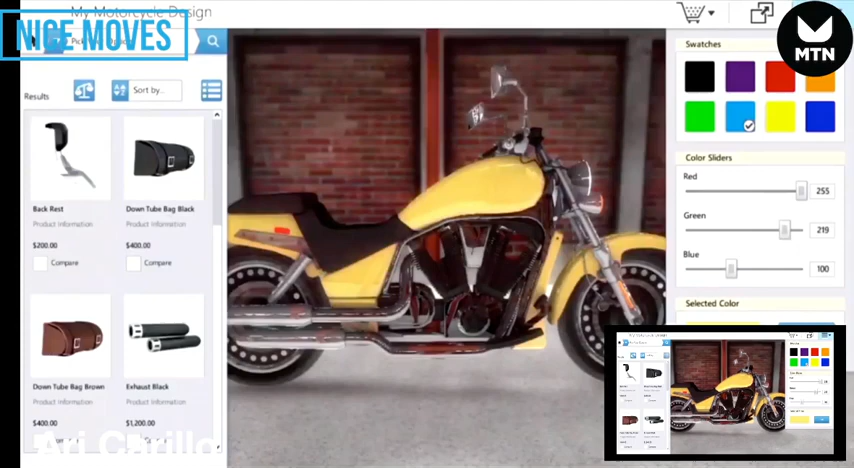 My Motorcycle Design
NICE MOVES
MTN
Results
Sort by...
Back Rest
Product Information
$200.00
Compare
Down Tube Bag Black
Product Information
$400.00
Compare
Down Tube Bag Brown
Product Information
$400.00
Exhaust Black
Product Information
$1,200.00
Ari Carillo
Swatches
Color Sliders
Red
255
Green
219
Blue
100
Selected Color